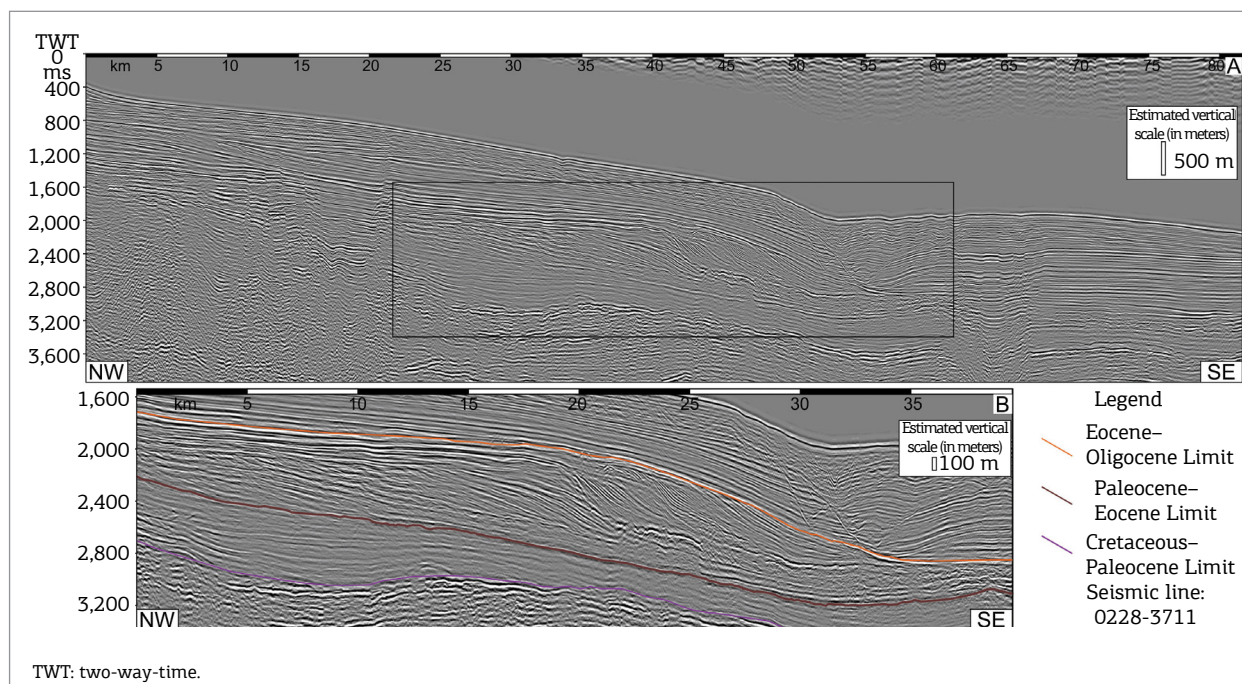 TWT
0
ms
km 5 10 15 20 25 30 35 40 45 50 55 60 65 70 75 80 A
400
800
1,200
1,600
2,000
2,400
2,800
3,200
3,600
Estimated vertical
scale (in meters)
500 m
NW SE
1,600
2,000
2,400
2,800
3,200
km 5 10 15 20 25 30 35 B
Estimated vertical
scale (in meters)
100 m
NW SE
Legend
Eocene–
Oligocene Limit
Paleocene–
Eocene Limit
Cretaceous–
Paleocene Limit
Seismic line:
0228-3711
TWT: two-way-time.